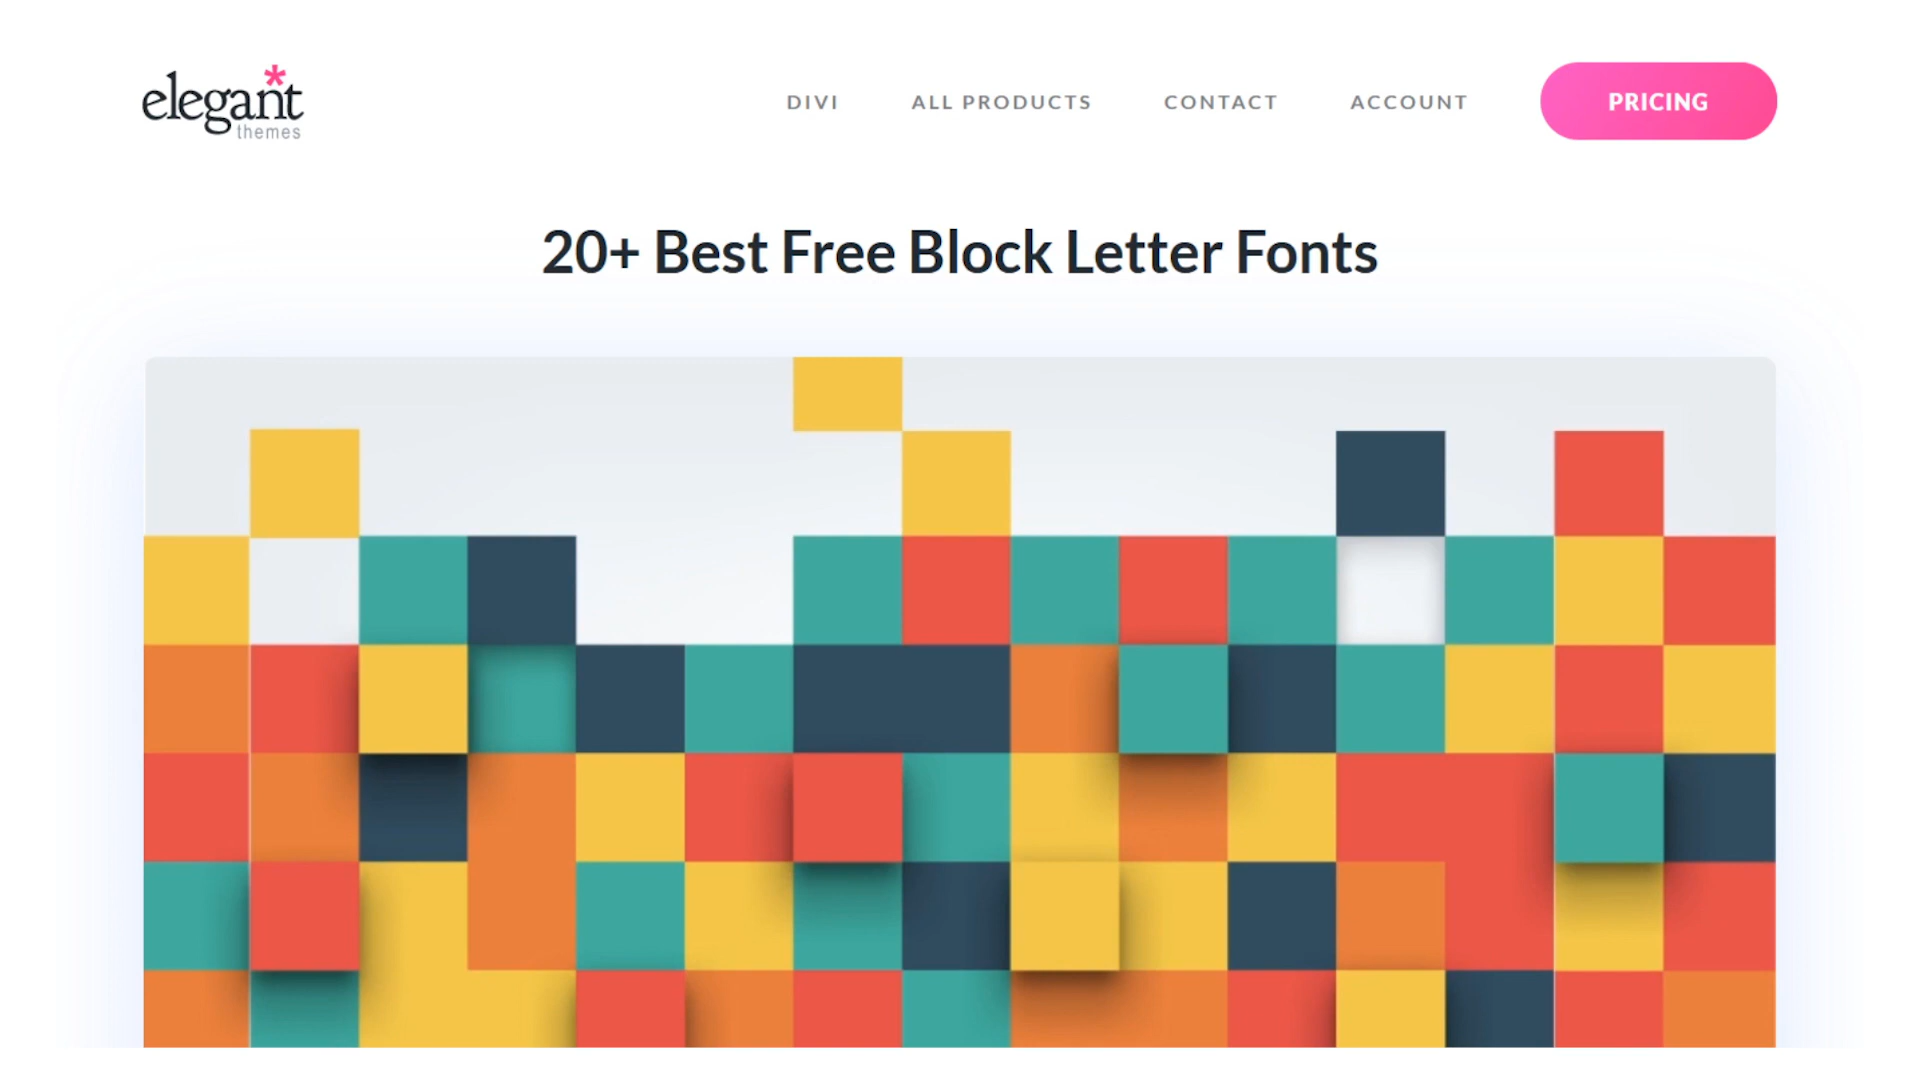 elegant
themes
DIVI
ALL PRODUCTS
CONTACT
ACCOUNT
PRICING
20+ Best Free Block Letter Fonts